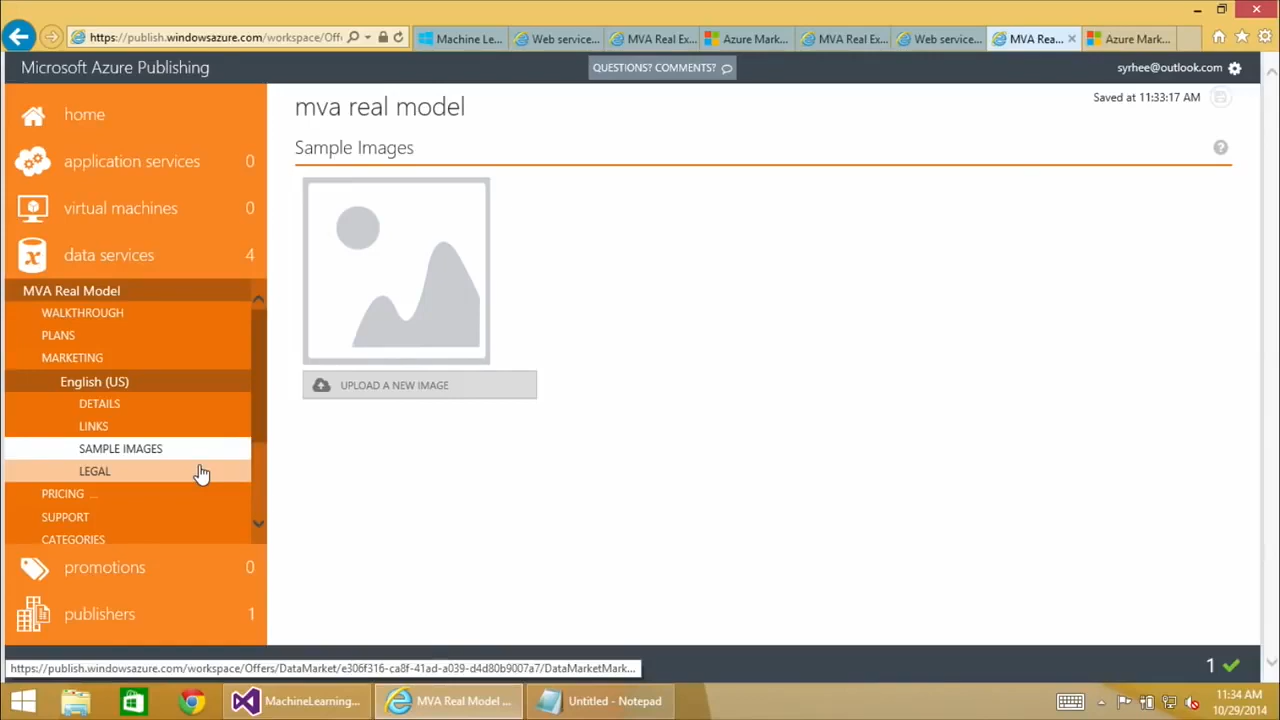 https://publish.windowsazure.com/workspace/Off
Machine Le...
Web service...
MVA Real Ex...
Azure Mark...
MVA Real Ex...
Web service...
MVA Rea...
Azure Mark...
Microsoft Azure Publishing
QUESTIONS? COMMENTS?
syrhee@outlook.com
home
application services 0
virtual machines 0
data services 4
MVA Real Model
WALKTHROUGH
PLANS
MARKETING
English (US)
DETAILS
LINKS
SAMPLE IMAGES
LEGAL
PRICING ...
SUPPORT
CATEGORIES
promotions 0
publishers 1
mva real model
Saved at 11:33:17 AM
Sample Images
?
UPLOAD A NEW IMAGE
https://publish.windowsazure.com/workspace/Offers/DataMarket/e306f316-ca8f-41ad-a039-d4d80b9007a7/DataMarketMark...
1
MachineLearning...
MVA Real Model ...
Untitled - Notepad
11:34 AM
10/29/2014